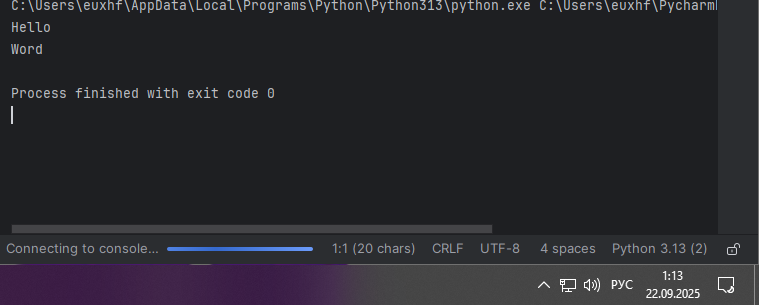 C:\Users\euxhf\AppData\Local\Programs\Python\Python313\python.exe C:\Users\euxhf\Pycharm
Hello
Word
Process finished with exit code 0
Connecting to console... 1:1 (20 chars) CRLF UTF-8 4 spaces Python 3.13 (2)
РУС 1:13
22.09.2025